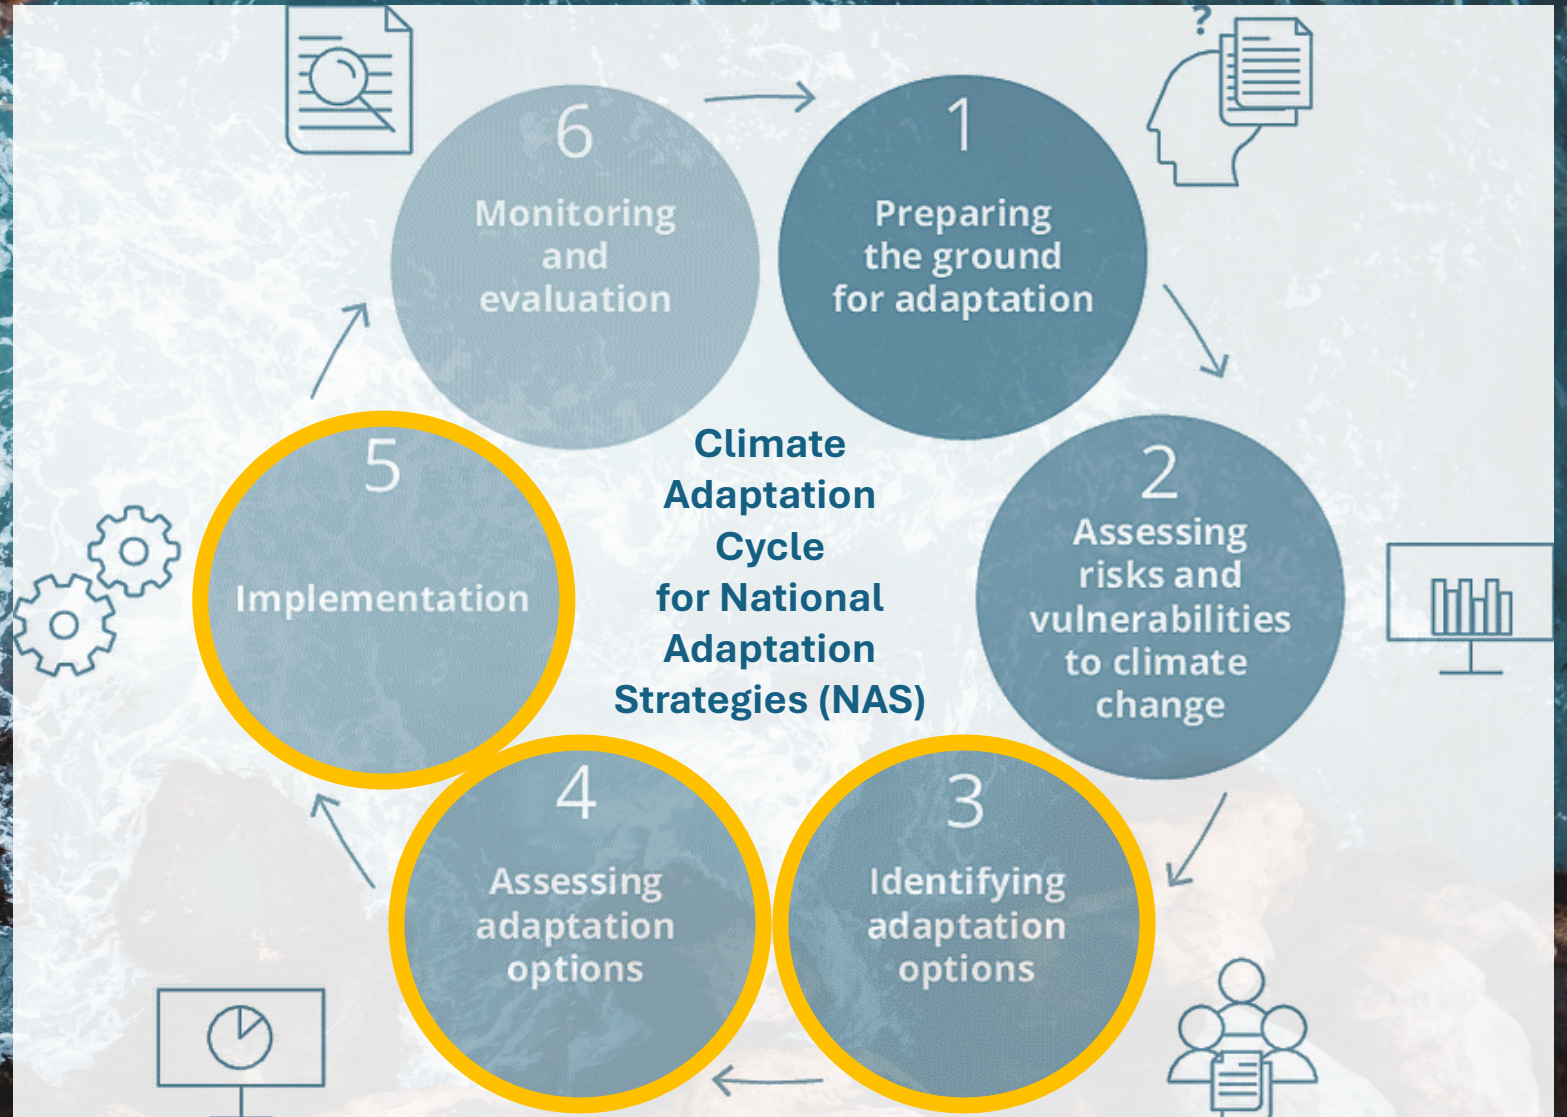 Climate
Adaptation
Cycle
for National
Adaptation
Strategies (NAS)
1
Preparing
the ground
for adaptation
?
2
Assessing
risks and
vulnerabilities
to climate
change
3
Identifying
adaptation
options
4
Assessing
adaptation
options
5
Implementation
6
Monitoring
and
evaluation